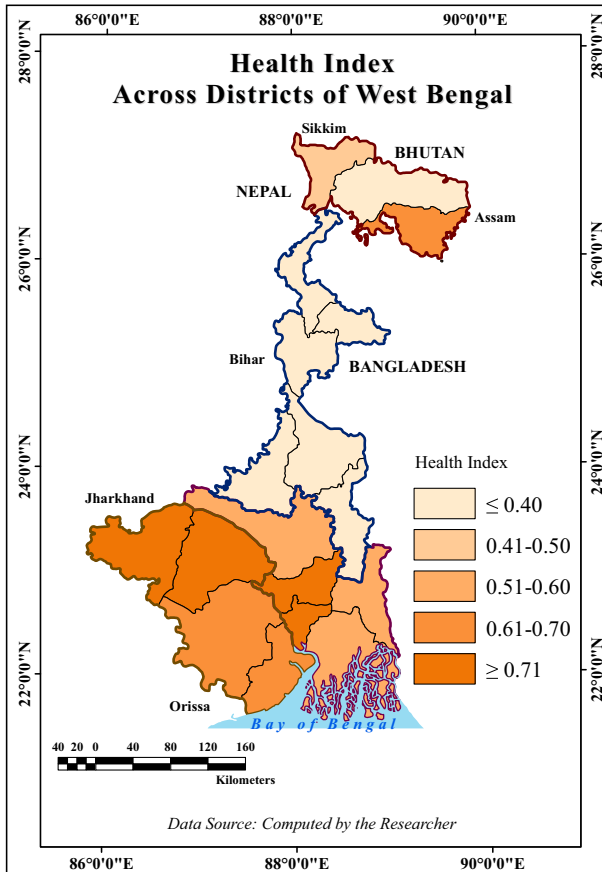 86°0'0"E 88°0'0"E 90°0'0"E
28°0'0"N 28°0'0"N
Health Index
Across Districts of West Bengal
Sikkim
BHUTAN
NEPAL
Assam
26°0'0"N 26°0'0"N
Bihar
BANGLADESH
24°0'0"N 24°0'0"N
Health Index
Jharkhand
≤ 0.40
0.41-0.50
0.51-0.60
0.61-0.70
≥ 0.71
22°0'0"N 22°0'0"N
Orissa
Bay of Bengal
40 20 0 40 80 120 160
Kilometers
Data Source: Computed by the Researcher
86°0'0"E 88°0'0"E 90°0'0"E